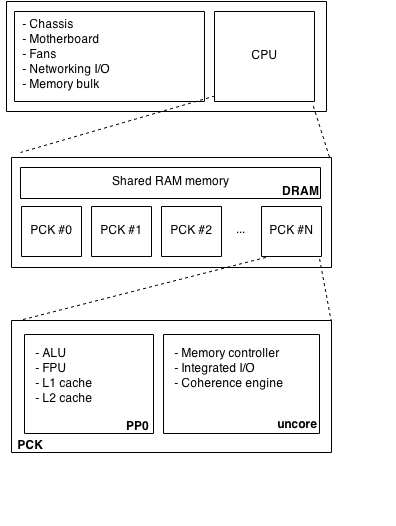 - Chassis
- Motherboard
- Fans
- Networking I/O
- Memory bulk
CPU
Shared RAM memory
DRAM
PCK #0
PCK #1
PCK #2
...
PCK #N
- ALU
- FPU
- L1 cache
- L2 cache
PP0
- Memory controller
- Integrated I/O
- Coherence engine
uncore
PCK